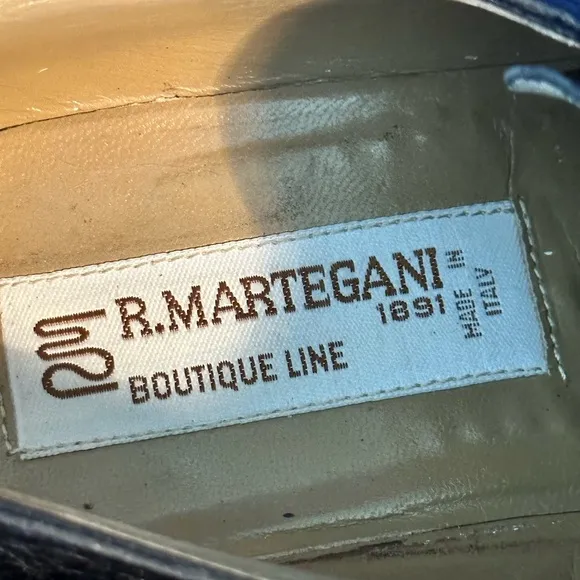 R.MARTEGANI
1891
BOUTIQUE LINE
MADE IN
ITALY